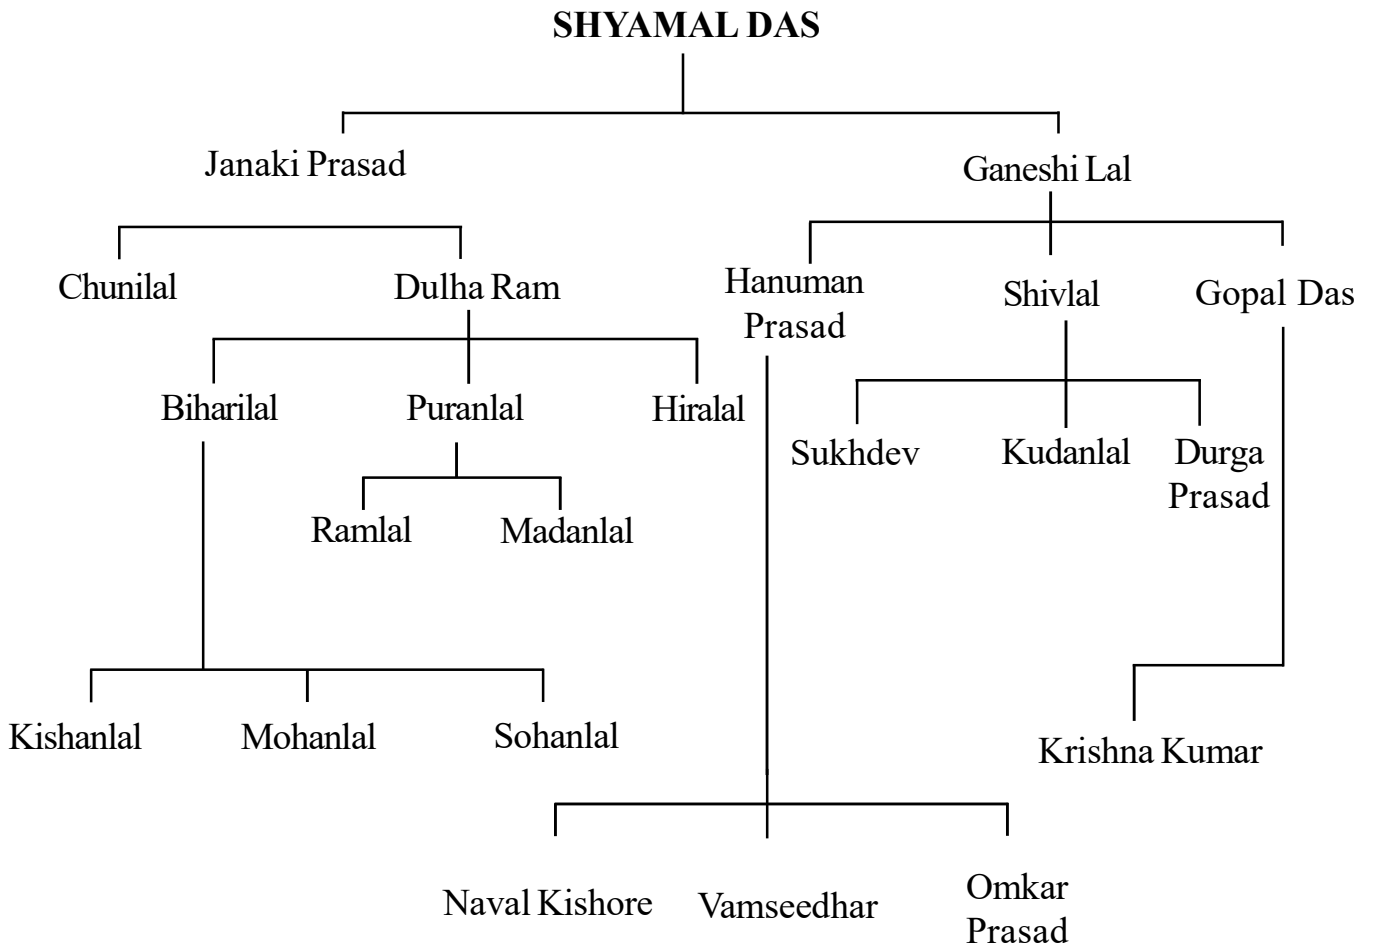 SHYAMAL DAS
Janaki Prasad
Ganeshi Lal
Chunilal
Dulha Ram
Hanuman
Prasad
Shivlal
Gopal Das
Biharilal
Puranlal
Hiralal
Sukhdev
Kudanlal
Durga
Prasad
Ramlal
Madanlal
Kishanlal
Mohanlal
Sohanlal
Krishna Kumar
Naval Kishore
Vamseedhar
Omkar
Prasad